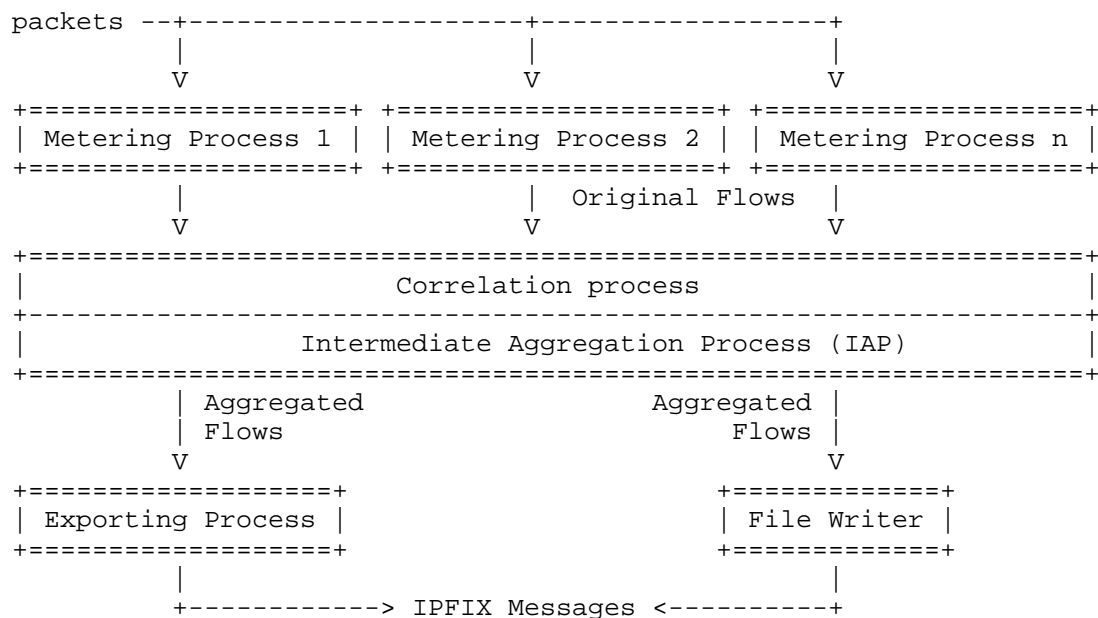 packets --+---------------------+------------------+
| | |
V V V
+====================+ +====================+ +====================+
| Metering Process 1 | | Metering Process 2 | | Metering Process n |
+====================+ +====================+ +====================+
| | Original Flows |
V V V
+==================================================================+
| Correlation process |
+------------------------------------------------------------------+
| Intermediate Aggregation Process (IAP) |
+==================================================================+
| Aggregated Aggregated |
| Flows Flows |
V V
+===================+ +=============+
| Exporting Process | | File Writer |
+===================+ +=============+
| |
+------------> IPFIX Messages <----------+